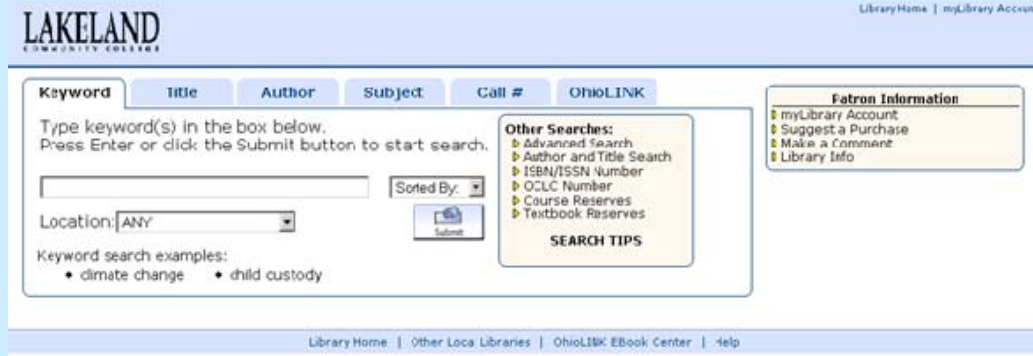 Library Home | myLibrary Account
LAKELAND
COMMUNITY COLLEGE
Keyword Title Author Subject Call # OhioLINK
Type keyword(s) in the box below.
Press Enter or click the Submit button to start search.
Sorted By:
Location: ANY
Submit
Keyword search examples:
• climate change • child custody
Other Searches:
Advanced Search
Author and Title Search
ISBN/ISSN Number
OCLC Number
Course Reserves
Textbook Reserves
SEARCH TIPS
Patron Information
myLibrary Account
Suggest a Purchase
Make a Comment
Library Info
Library Home | Other Local Libraries | OhioLINK EBook Center | Help